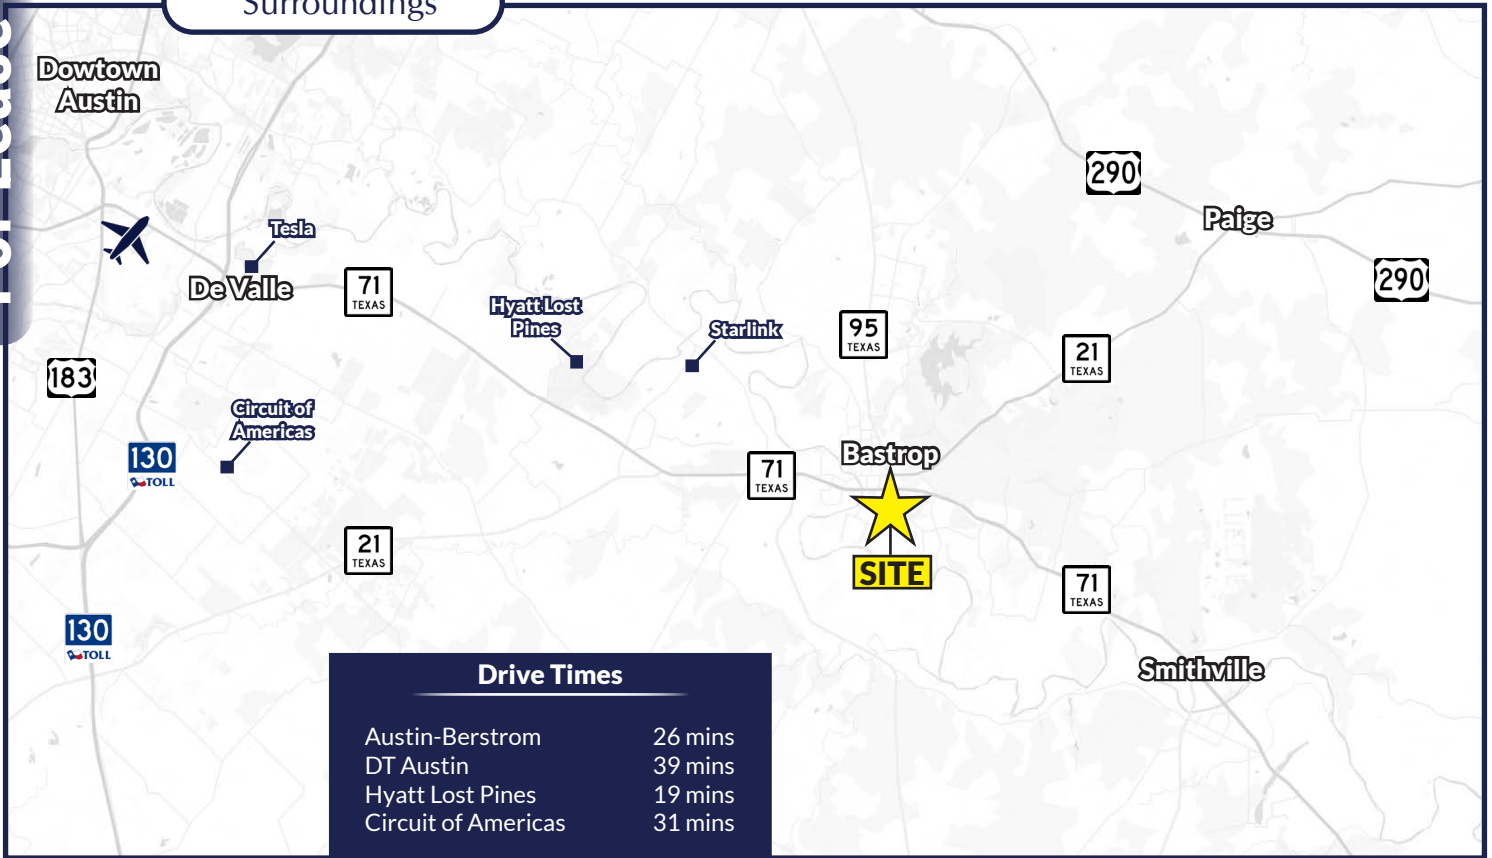 Surroundings
Dowtown
Austin
290
Paige
Tesla
De Valle
71
TEXAS
290
Hyatt Lost
Pines
Starlink
95
TEXAS
21
TEXAS
183
Circuit of
Americas
130
TOLL
Bastrop
71
TEXAS
SITE
21
TEXAS
71
TEXAS
130
TOLL
Smithville
Drive Times
Austin-Berstrom 26 mins
DT Austin 39 mins
Hyatt Lost Pines 19 mins
Circuit of Americas 31 mins